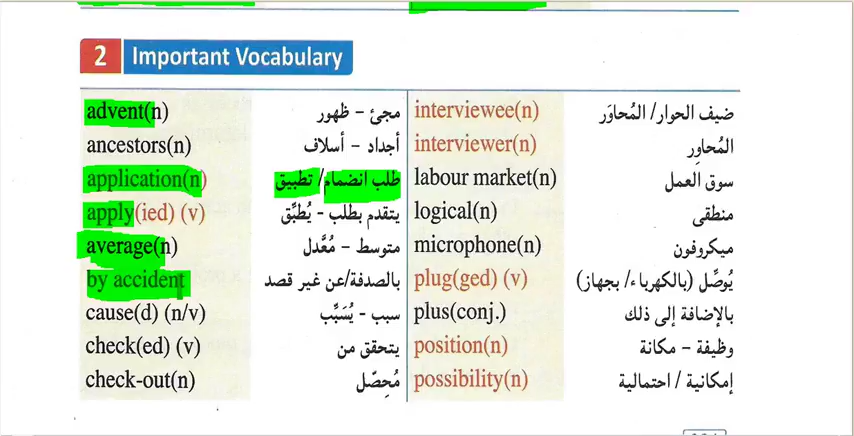 2 Important Vocabulary
advent(n) مجئ - ظهور
ancestors(n) أجداد - أسلاف
application(n) طلب انضمام/ تطبيق
apply(ied) (v) يتقدم بطلب - يُطبِّق
average(n) متوسط - مُعَّدل
by accident بالصدفة/عن غير قصد
cause(d) (n/v) سبب - يُسَبِّب
check(ed) (v) يتحقق من
check-out(n) مُحِصّل
interviewee(n) ضيف الحوار/ المُحاوَر
interviewer(n) المُحاوِر
labour market(n) سوق العمل
logical(n) منطقى
microphone(n) ميكروفون
plug(ged) (v) يُوصِّل (بالكهرباء/ بجهاز)
plus(conj.) بالإضافة إلى ذلك
position(n) وظيفة - مكانة
possibility(n) إمكانية / احتمالية